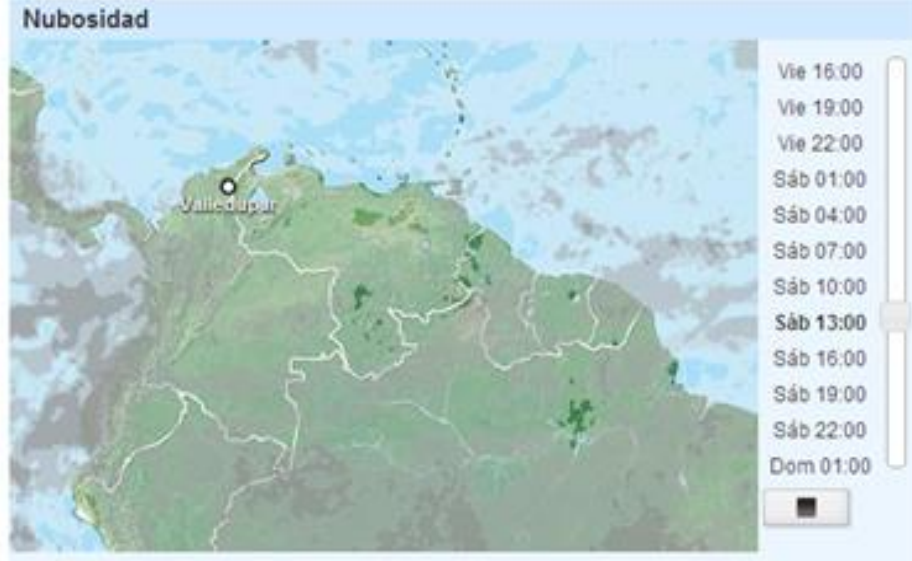 Nubosidad
Valledupar
Vie 16:00
Vie 19:00
Vie 22:00
Sáb 01:00
Sáb 04:00
Sáb 07:00
Sáb 10:00
Sáb 13:00
Sáb 16:00
Sáb 19:00
Sáb 22:00
Dom 01:00